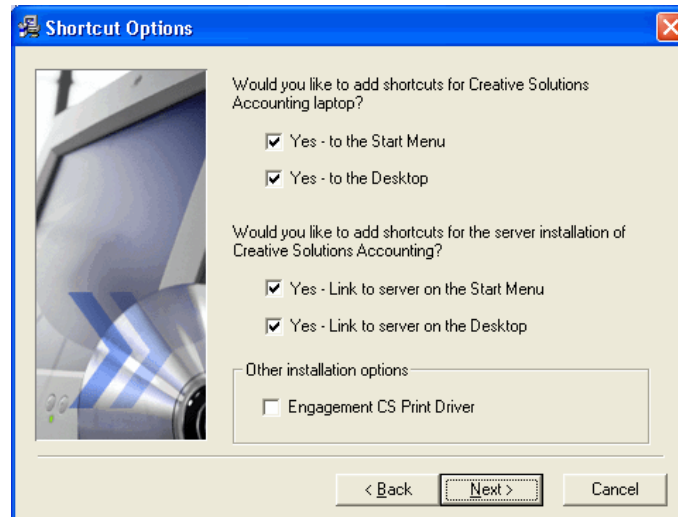 Shortcut Options
Would you like to add shortcuts for Creative Solutions
Accounting laptop?
Yes - to the Start Menu
Yes - to the Desktop
Would you like to add shortcuts for the server installation of
Creative Solutions Accounting?
Yes - Link to server on the Start Menu
Yes - Link to server on the Desktop
Other installation options
Engagement CS Print Driver
< Back
Next >
Cancel